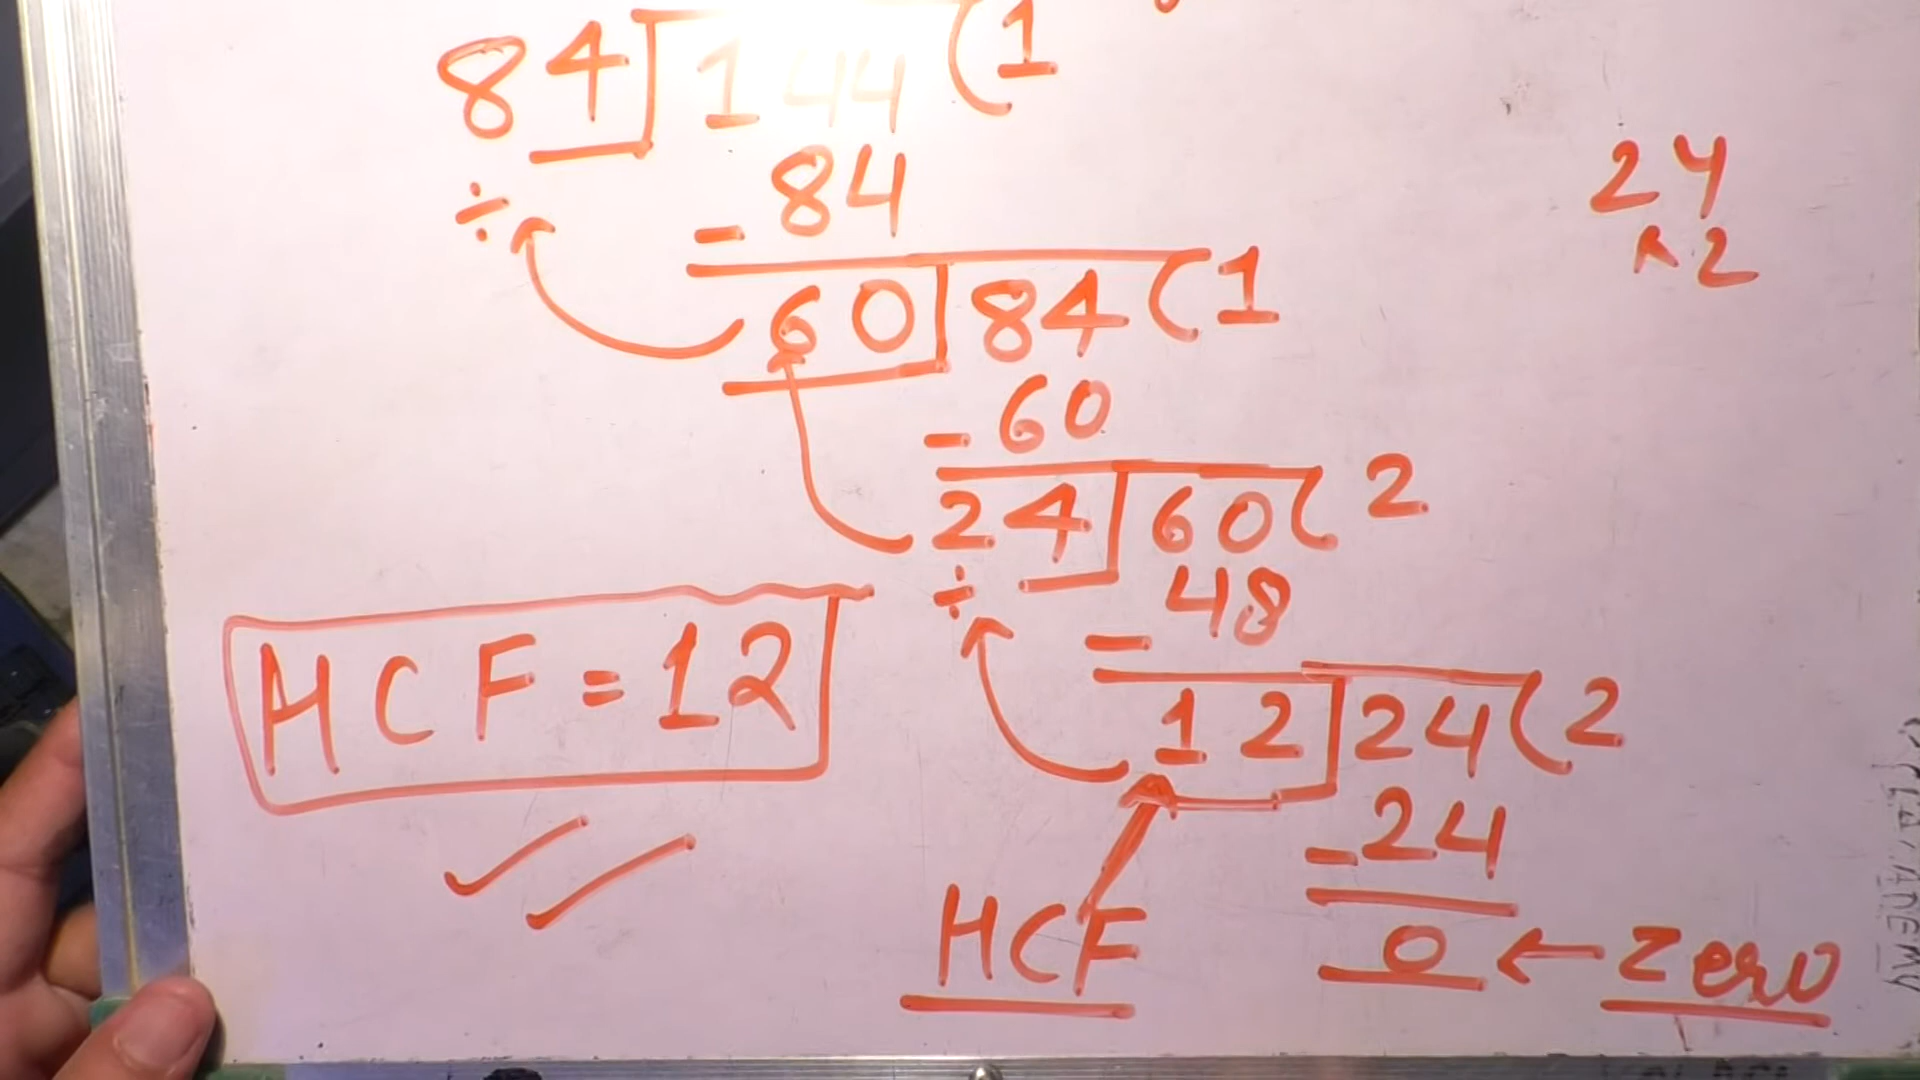 84 144 ( 1
- 84
÷
24
× 2
60 84 ( 1
- 60
24 60 ( 2
÷
- 48
HCF = 12
12 24 ( 2
- 24
HCF
0 ← Zero